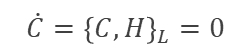 Ċ = {C, H}_L = 0